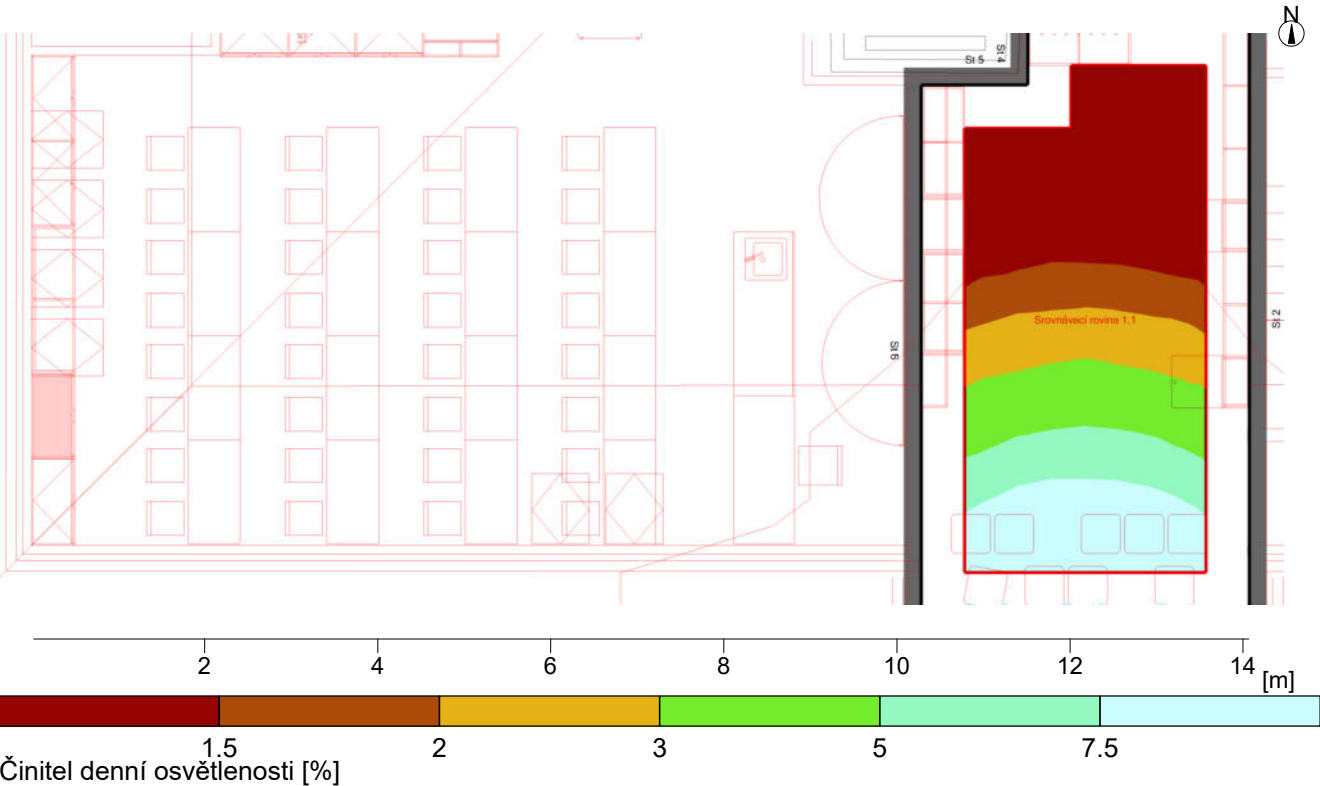 N
St 5
St 4
Srovnávací rovina 1.1
St 6
St 2
2 4 6 8 10 12 14 [m]
1.5 2 3 5 7.5
Činitel denní osvětlenosti [%]